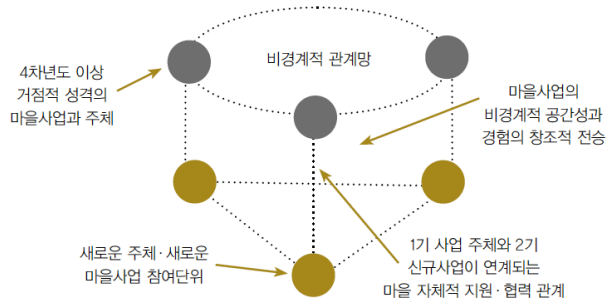 비경계적 관계망
4차년도 이상
거점적 성격의
마을사업과 주체
마을사업의
비경계적 공간성과
경험의 창조적 전승
새로운 주체·새로운
마을사업 참여단위
1기 사업 주체와 2기
신규사업이 연계되는
마을 자체적 지원·협력 관계